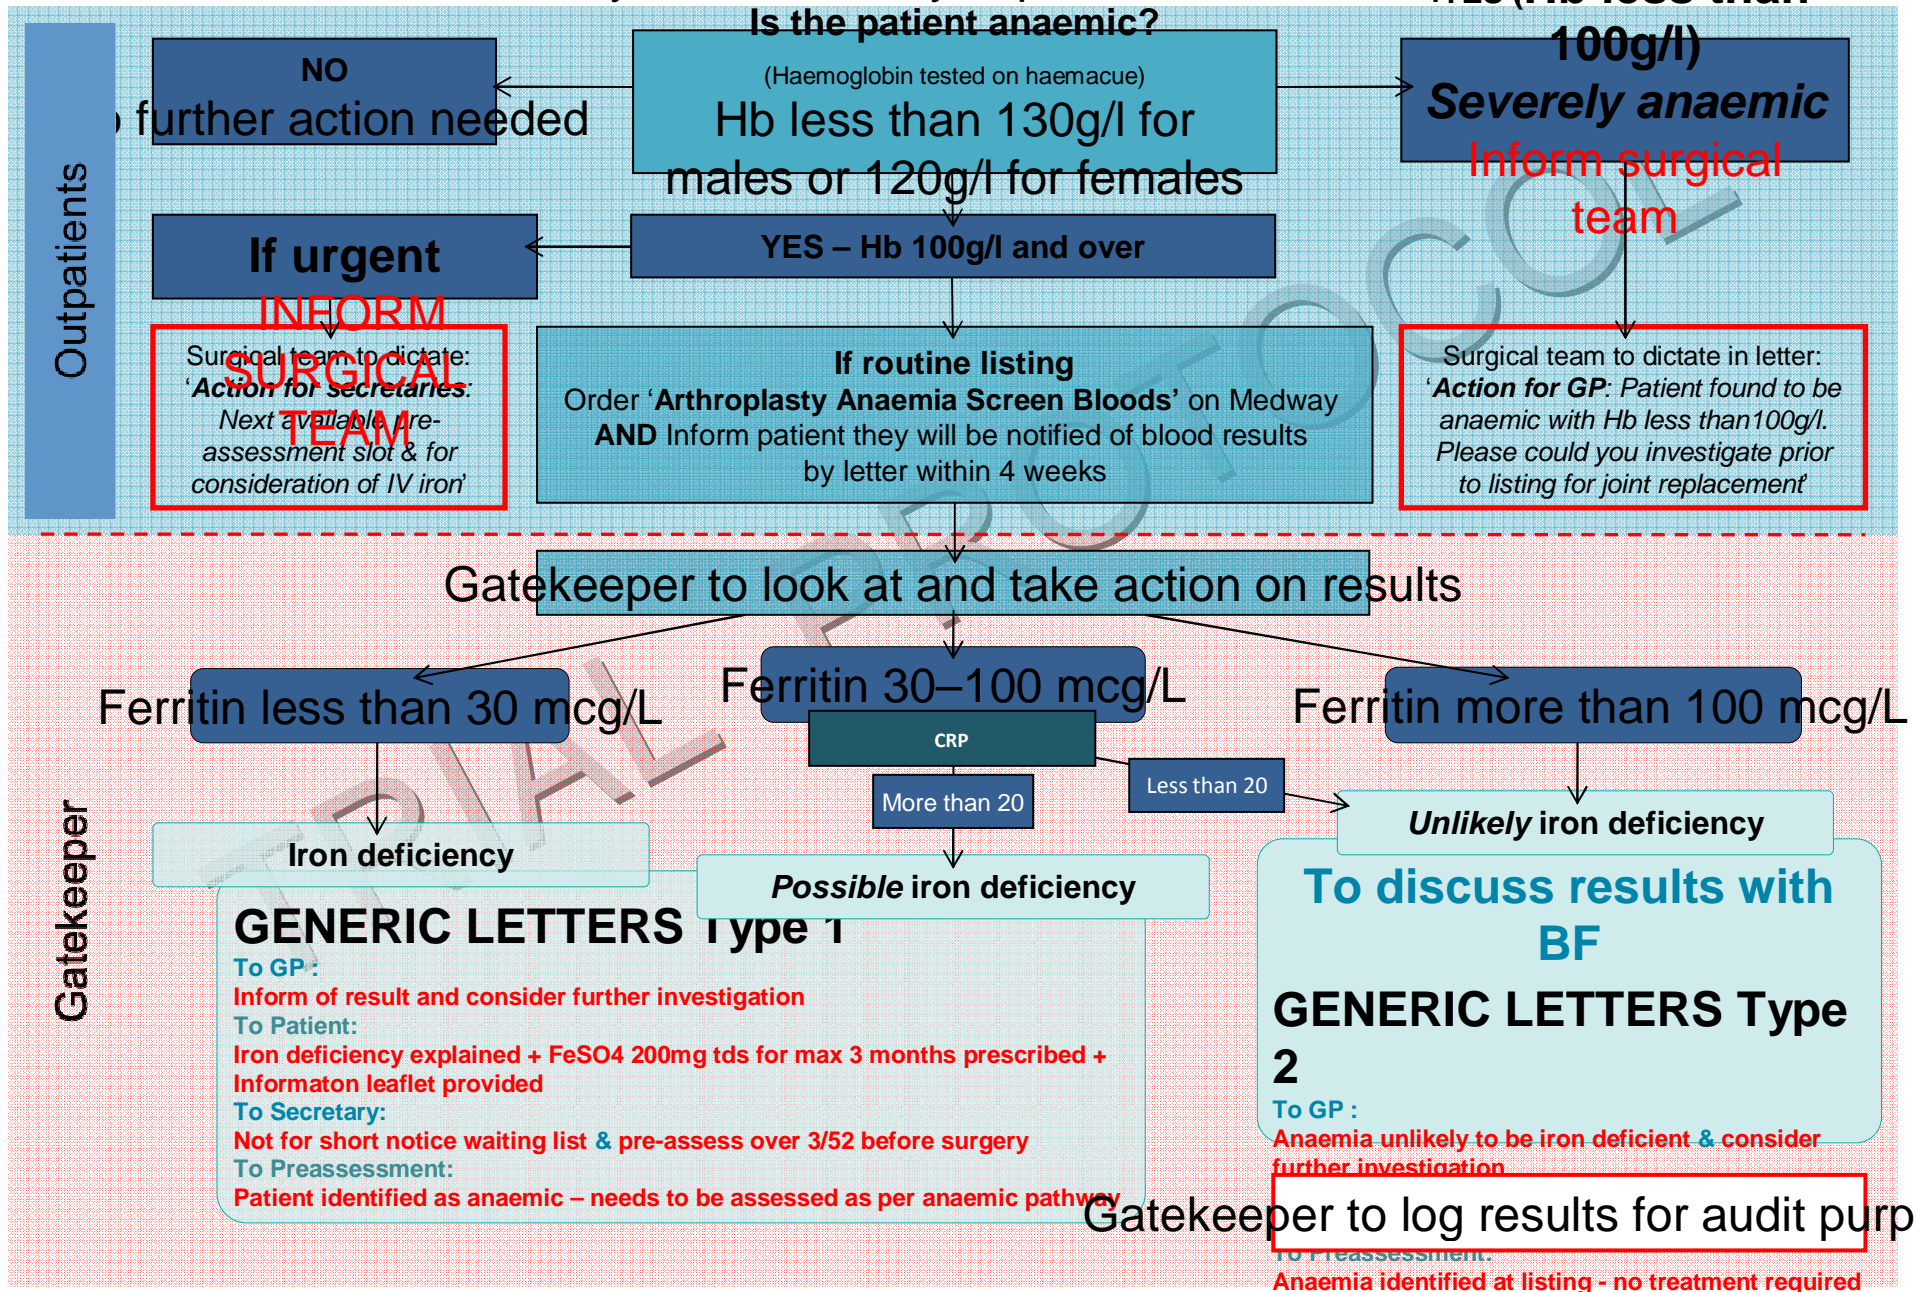 Is the patient anaemic?
(Haemoglobin tested on haemacue)
Hb less than 130g/l for
males or 120g/l for females
NO
further action needed
(Hb less than
100g/l)
Severely anaemic
Inform surgical
team
Outpatients
If urgent
INFORM
SURGICAL
TEAM
YES – Hb 100g/l and over
Surgical team to dictate:
‘Action for secretaries:
Next available pre-
assessment slot & for
consideration of IV iron’
If routine listing
Order ‘Arthroplasty Anaemia Screen Bloods’ on Medway
AND Inform patient they will be notified of blood results
by letter within 4 weeks
Surgical team to dictate in letter:
‘Action for GP: Patient found to be
anaemic with Hb less than100g/l.
Please could you investigate prior
to listing for joint replacement’
TRIAL PROTOCOL
Gatekeeper
Gatekeeper to look at and take action on results
Ferritin less than 30 mcg/L
Ferritin 30–100 mcg/L
Ferritin more than 100 mcg/L
CRP
More than 20
Less than 20
Iron deficiency
Possible iron deficiency
Unlikely iron deficiency
GENERIC LETTERS Type 1
To GP :
Inform of result and consider further investigation
To Patient:
Iron deficiency explained + FeSO4 200mg tds for max 3 months prescribed +
Informaton leaflet provided
To Secretary:
Not for short notice waiting list & pre-assess over 3/52 before surgery
To Preassessment:
Patient identified as anaemic – needs to be assessed as per anaemic pathway
To discuss results with
BF
GENERIC LETTERS Type
2
To GP :
Anaemia unlikely to be iron deficient & consider
further investigation
Gatekeeper to log results for audit purp
To Preassessment:
Anaemia identified at listing - no treatment required